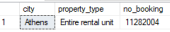 city property_type no_booking
1 Athens Entire rental unit 11282004